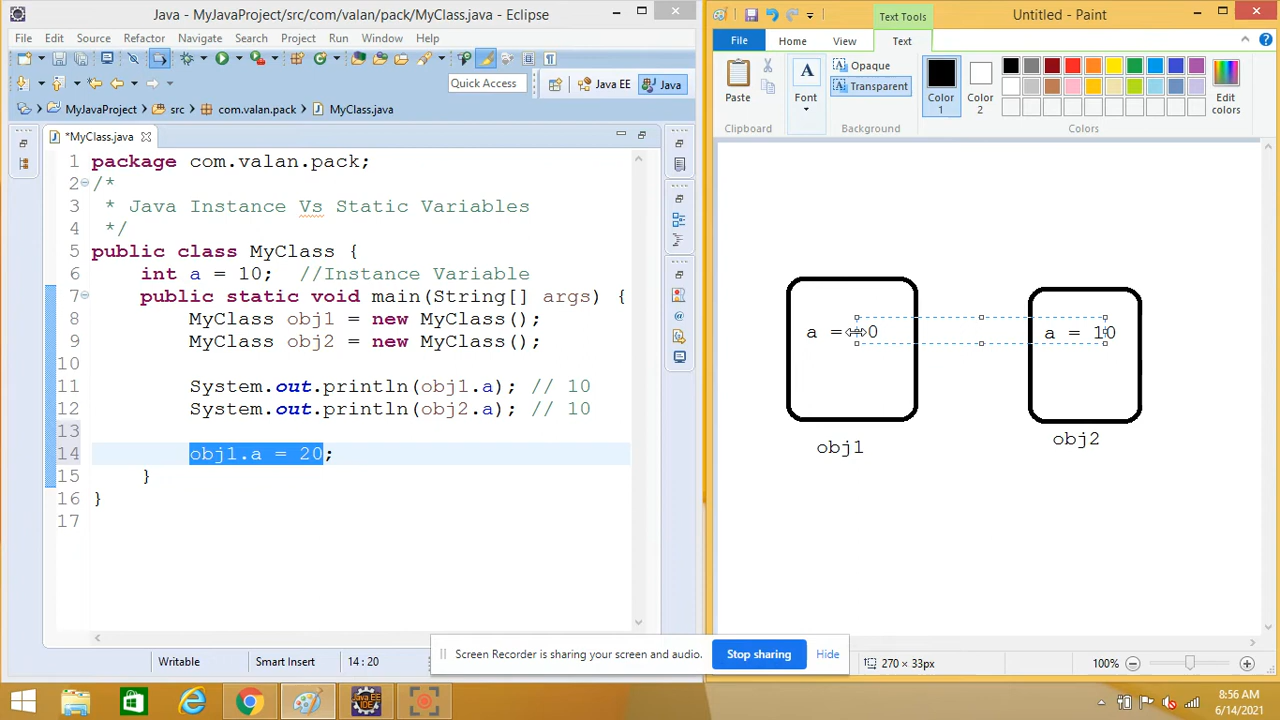 Java - MyJavaProject/src/com/valan/pack/MyClass.java - Eclipse
File Edit Source Refactor Navigate Search Project Run Window Help
Quick Access
Java EE
Java
MyJavaProject
src
com.valan.pack
MyClass.java
*MyClass.java
1 package com.valan.pack;
2 /*
3 * Java Instance Vs Static Variables
4 */
5 public class MyClass {
6 int a = 10; //Instance Variable
7 public static void main(String[] args) {
8 MyClass obj1 = new MyClass();
9 MyClass obj2 = new MyClass();
10
11 System.out.println(obj1.a); // 10
12 System.out.println(obj2.a); // 10
13
14 obj1.a = 20;
15 }
16 }
17
Writable
Smart Insert
14 : 20
Text Tools
Untitled - Paint
File Home View Text
Paste
Clipboard
A
Font
Opaque
Transparent
Background
Color 1
Color 2
Edit colors
Colors
a = 0
a = 10
obj1
obj2
Screen Recorder is sharing your screen and audio.
Stop sharing
Hide
270 × 33px
100%
Java EE IDE
8:56 AM
6/14/2021